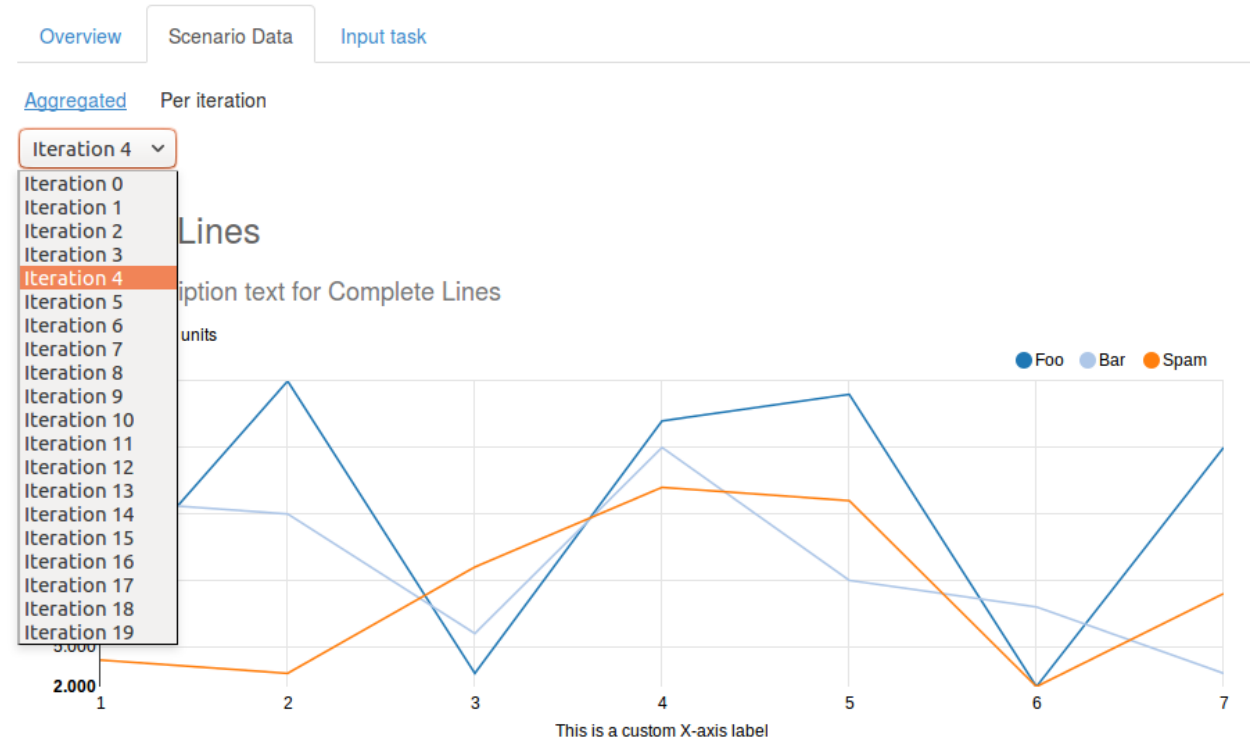 Overview Scenario Data Input task
Aggregated Per iteration
Iteration 4
Iteration 0
Iteration 1
Iteration 2
Iteration 3
Iteration 4
Iteration 5
Iteration 6
Iteration 7
Iteration 8
Iteration 9
Iteration 10
Iteration 11
Iteration 12
Iteration 13
Iteration 14
Iteration 15
Iteration 16
Iteration 17
Iteration 18
Iteration 19
Lines
iption text for Complete Lines
units
Foo Bar Spam
5.000
2.000
1 2 3 4 5 6 7
This is a custom X-axis label